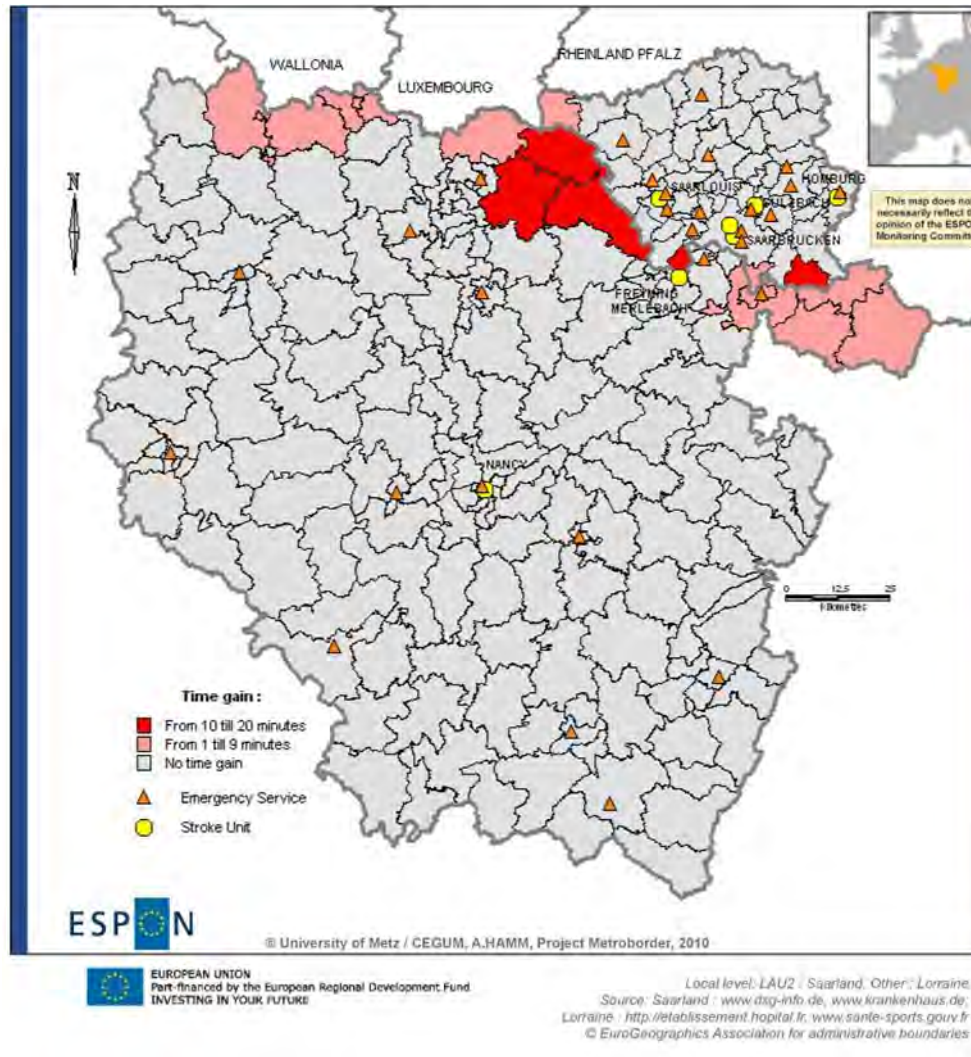 WALLONIA
RHEINLAND PFALZ
LUXEMBOURG
N
HOMBURG
SAARLOUIS
SULZBACH
This map does no
necessarily reflect t
opinion of the ESPO
Monitoring Committ
SAARBRUCKEN
FREYMING
MERLEBACH
NANCY
0 12,5 25
Kilometres
Time gain :
From 10 till 20 minutes
From 1 till 9 minutes
No time gain
Emergency Service
Stroke Unit
ESPON
© University of Metz / CEGUM, A.HAMM, Project Metroborder, 2010
EUROPEAN UNION
Part-financed by the European Regional Development Fund
INVESTING IN YOUR FUTURE
Local level: LAU2 : Saarland, Other : Lorraine
Source: Saarland : www.dsg-info.de, www.krankenhaus.de;
Lorraine : http://etablissement.hopital.fr, www.sante-sports.gouv.fr
© EuroGeographics Association for administrative boundaries